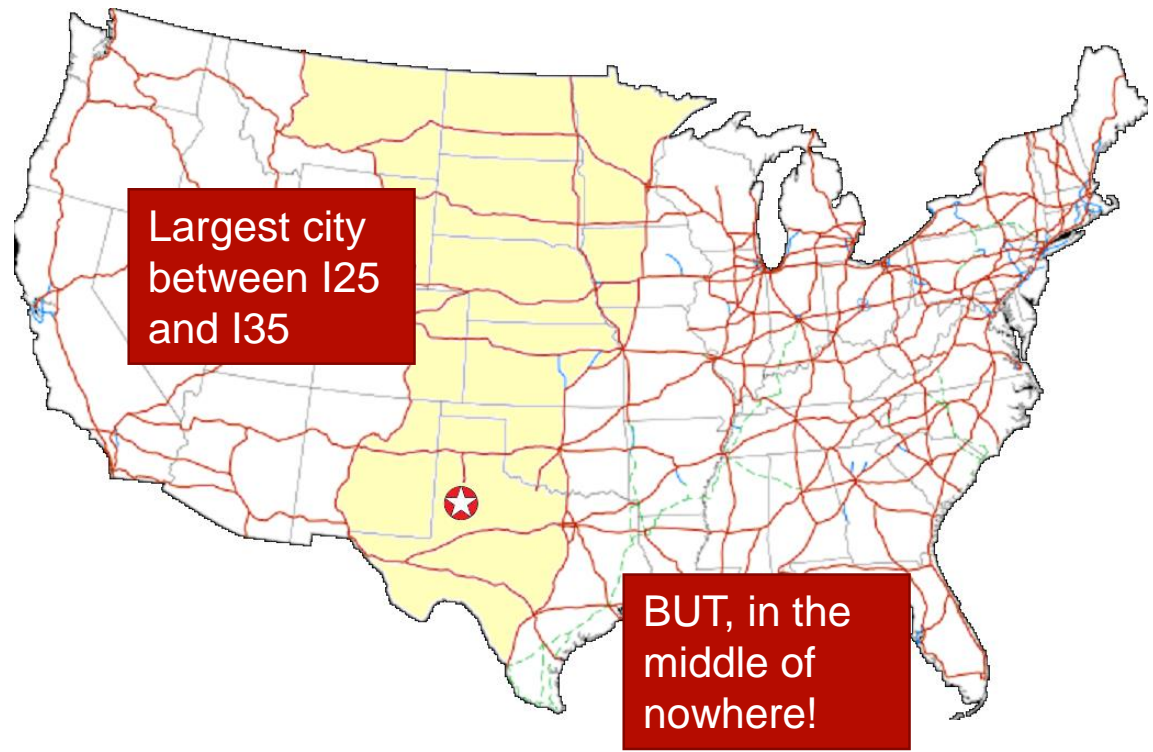 Largest city
between I25
and I35
BUT, in the
middle of
nowhere!